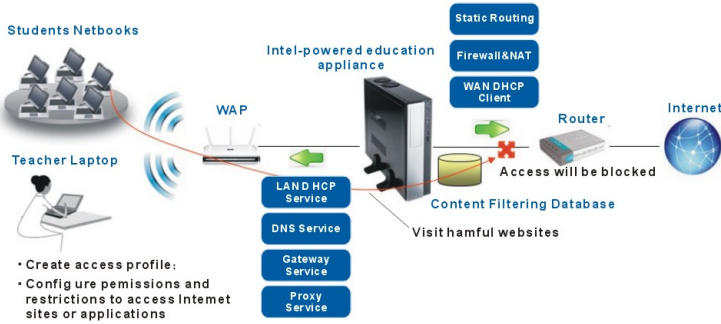 Students Netbooks
Teacher Laptop
• Create access profile;
• Config ure pemissions and
restrictions to access Intemet
sites or applications
WAP
Intel-powered education
appliance
LAND HCP
Service
DNS Service
Gateway
Service
Proxy
Service
Static Routing
Firewall&NAT
WAN DHCP
Client
Router
Internet
Access will be blocked
Content Filtering Database
Visit hamful websites